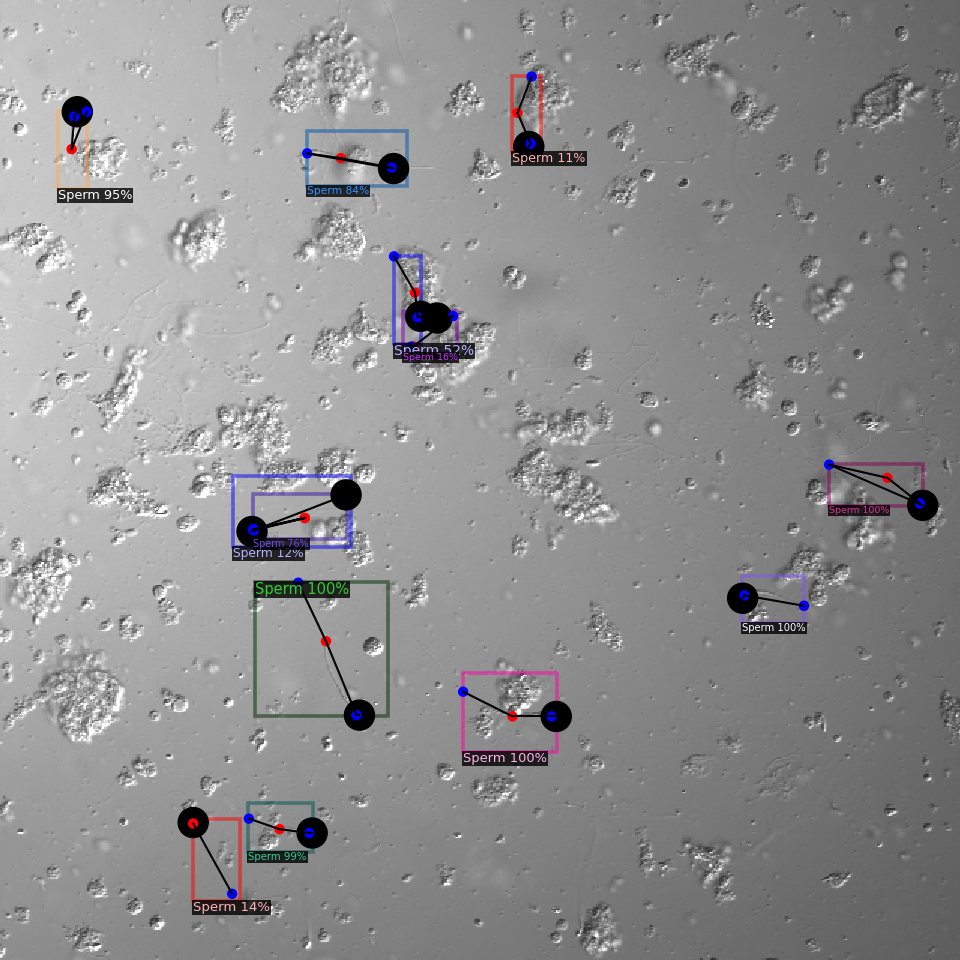 Sperm 11%
Sperm 84%
Sperm 95%
Sperm 52%
Sperm 16%
Sperm 100%
Sperm 76%
Sperm 12%
Sperm 100%
Sperm 100%
Sperm 100%
Sperm 99%
Sperm 14%